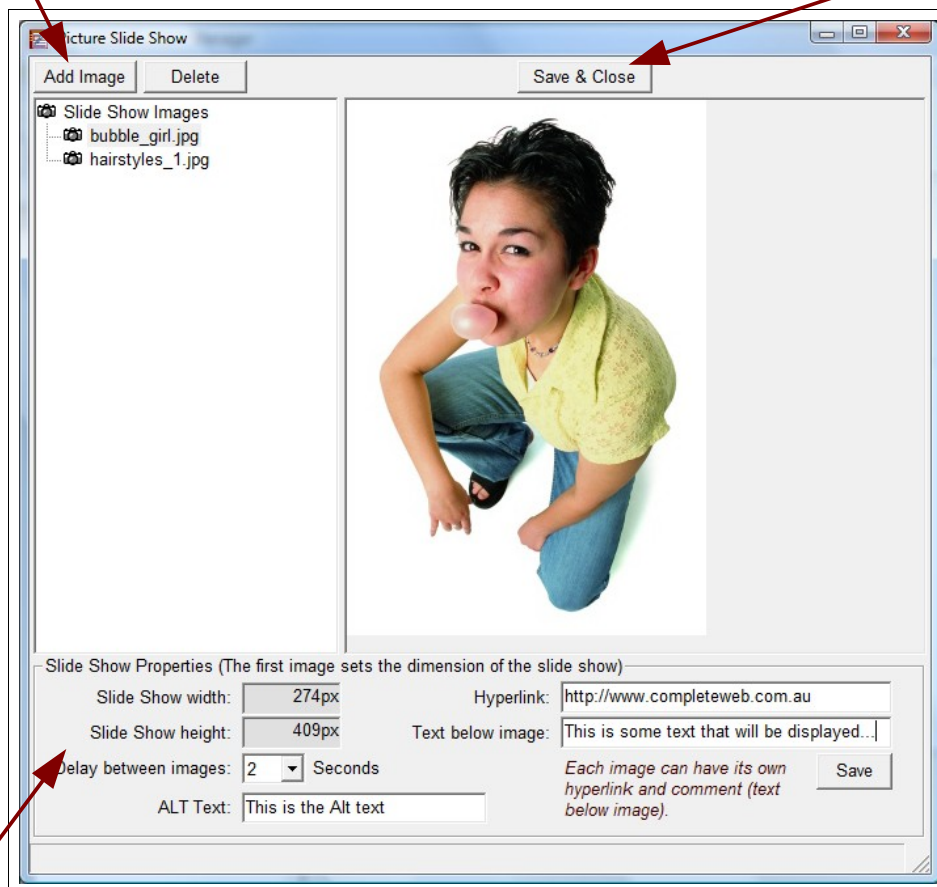 Picture Slide Show
Add Image
Delete
Save & Close
Slide Show Images
bubble_girl.jpg
hairstyles_1.jpg
Slide Show Properties (The first image sets the dimension of the slide show)
Slide Show width: 274px
Hyperlink: http://www.completeweb.com.au
Slide Show height: 409px
Text below image: This is some text that will be displayed...
Delay between images: 2 Seconds
Each image can have its own
hyperlink and comment (text
below image).
Save
ALT Text: This is the Alt text